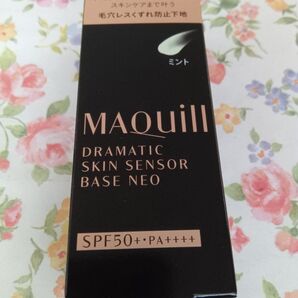 スキンケアまで叶う
毛穴レスくずれ防止下地
ミント
MAQuill
DRAMATIC
SKIN SENSOR
BASE NEO
SPF50+・PA++++